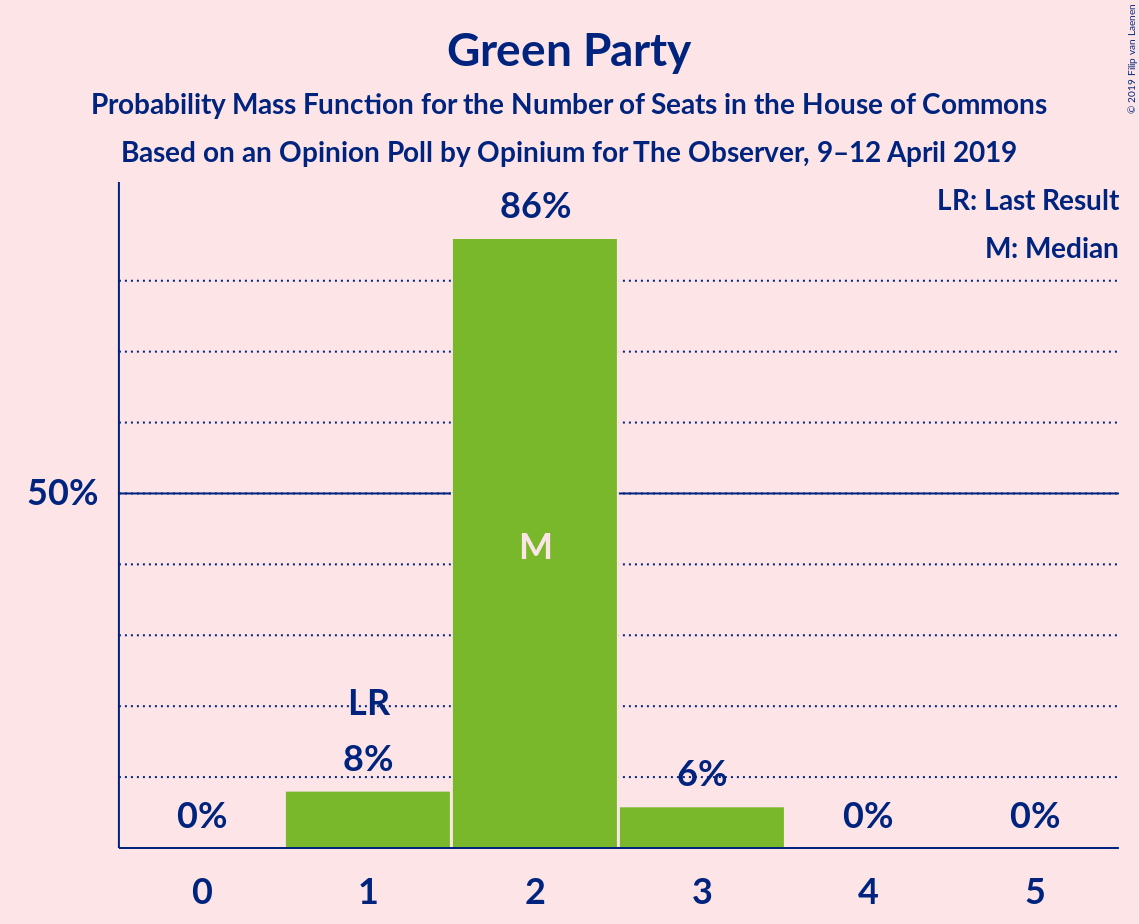 Green Party
Probability Mass Function for the Number of Seats in the House of Commons
Based on an Opinion Poll by Opinium for The Observer, 9–12 April 2019
© 2019 Filip van Laenen
LR: Last Result
M: Median
86%
50%
M
LR
8%
6%
0%
0%
0%
0 1 2 3 4 5